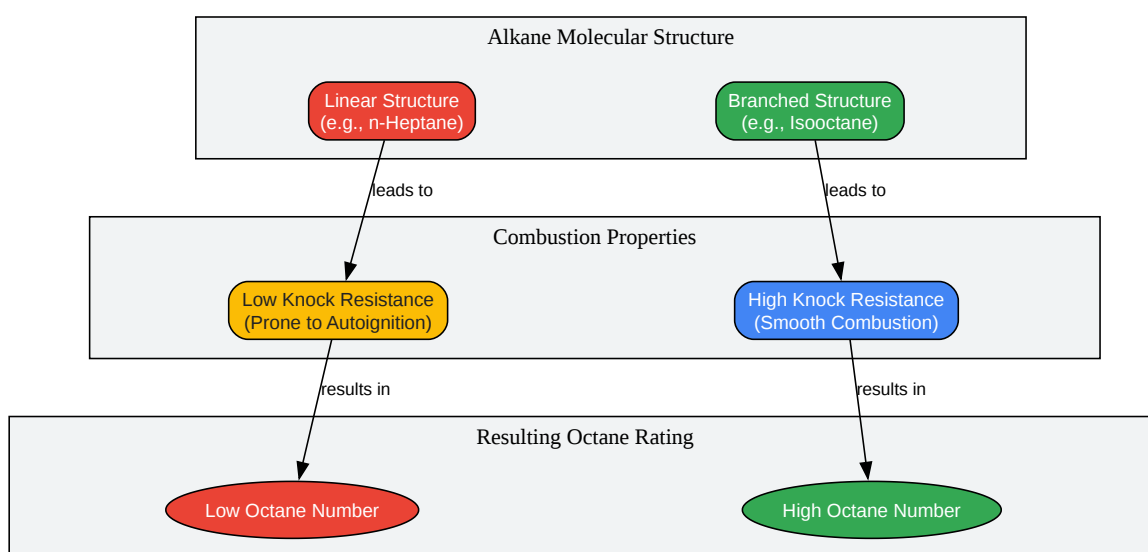 Alkane Molecular Structure
Linear Structure
(e.g., n-Heptane)
Branched Structure
(e.g., Isooctane)
leads to
leads to
Combustion Properties
Low Knock Resistance
(Prone to Autoignition)
High Knock Resistance
(Smooth Combustion)
results in
results in
Resulting Octane Rating
Low Octane Number
High Octane Number